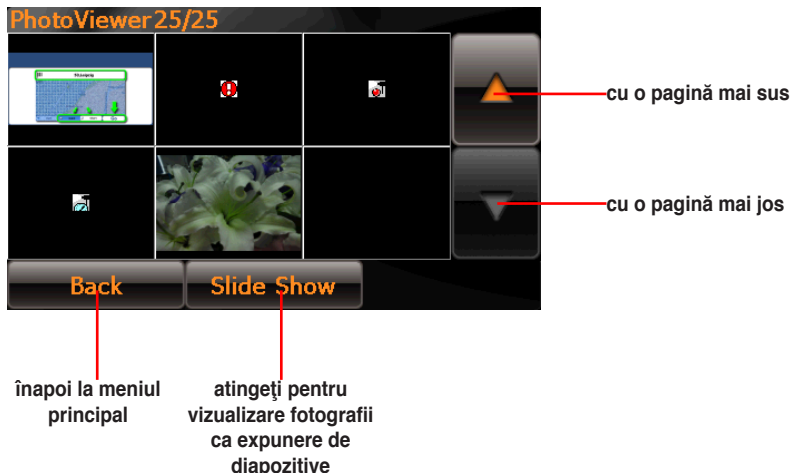 PhotoViewer25/25
cu o pagină mai sus
cu o pagină mai jos
Back
Slide Show
înapoi la meniul
principal
atingeţi pentru
vizualizare fotografii
ca expunere de
diapozitive